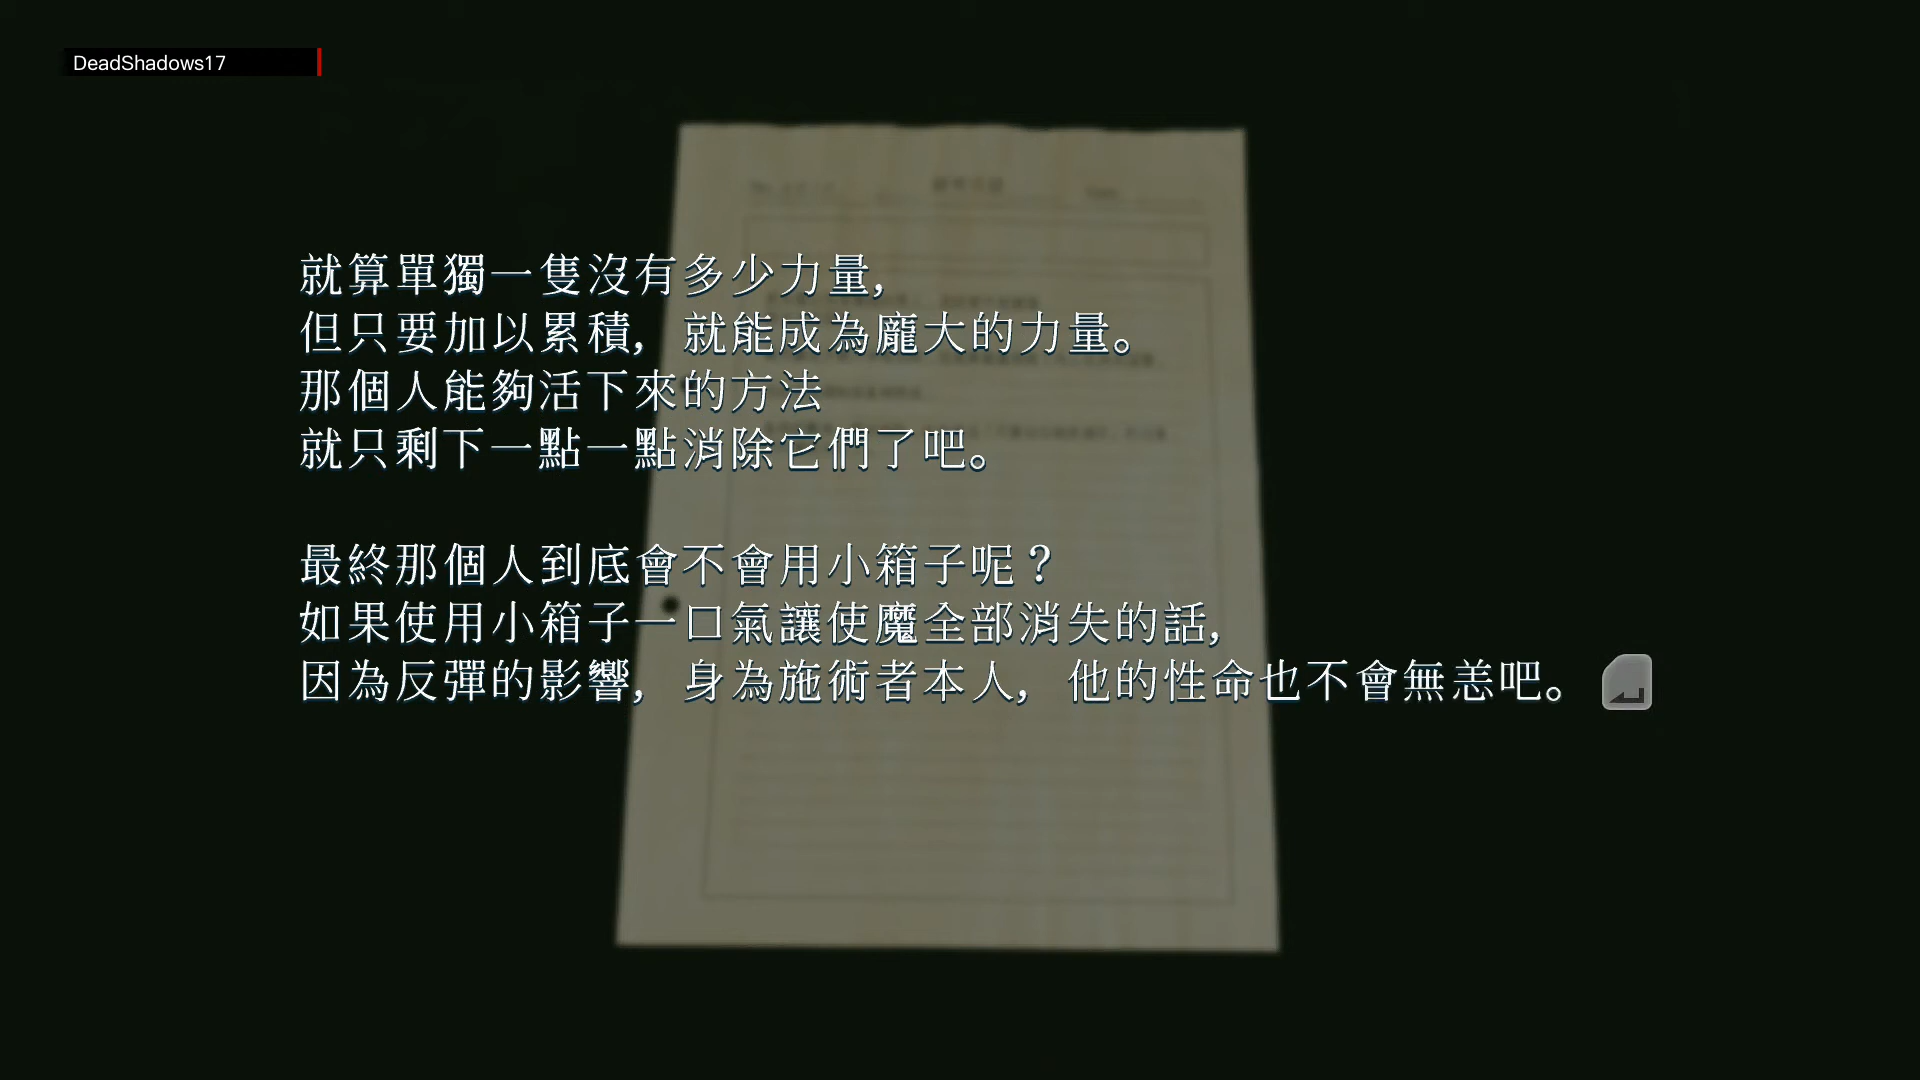 DeadShadows17
就算單獨一隻沒有多少力量，
但只要加以累積，就能成為龐大的力量。
那個人能夠活下來的方法
就只剩下一點一點消除它們了吧。
最終那個人到底會不會用小箱子呢？
如果使用小箱子一口氣讓使魔全部消失的話，
因為反彈的影響，身為施術者本人，他的性命也不會無恙吧。